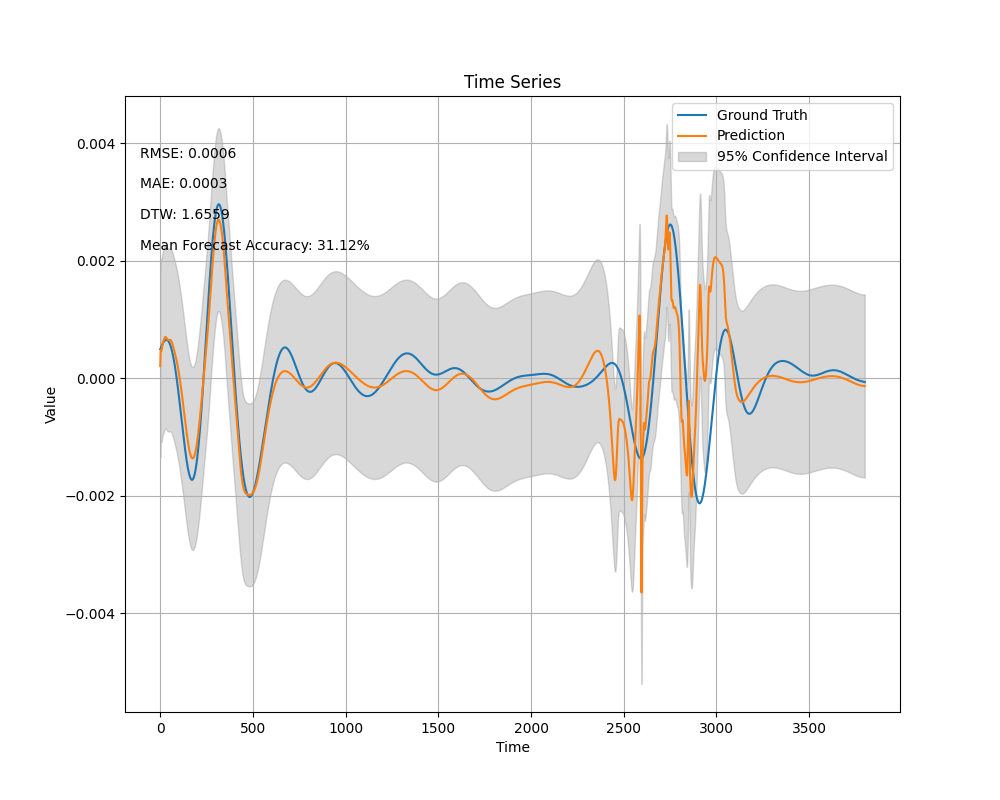 Time Series
Ground Truth
Prediction
95% Confidence Interval
RMSE: 0.0006
MAE: 0.0003
DTW: 1.6559
Mean Forecast Accuracy: 31.12%
0.004
0.002
0.000
−0.002
−0.004
Value
0 500 1000 1500 2000 2500 3000 3500
Time